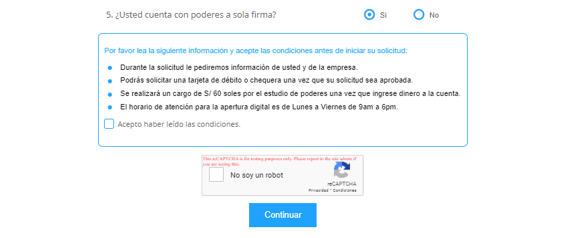 5. ¿Usted cuenta con poderes a sola firma? Si No
Por favor lea la siguiente información y acepte las condiciones antes de iniciar su solicitud:
Durante la solicitud le pediremos información de usted y de la empresa.
Podrás solicitar una tarjeta de débito o chequera una vez que su solicitud sea aprobada.
Se realizará un cargo de S/ 60 soles por el estudio de poderes una vez que ingrese dinero a la cuenta.
El horario de atención para la apertura digital es de Lunes a Viernes de 9am a 6pm.
Acepto haber leído las condiciones.
This reCAPTCHA is for testing purposes only. Please report to the site admin if
you are seeing this.
No soy un robot
reCAPTCHA
Privacidad * Condiciones
Continuar